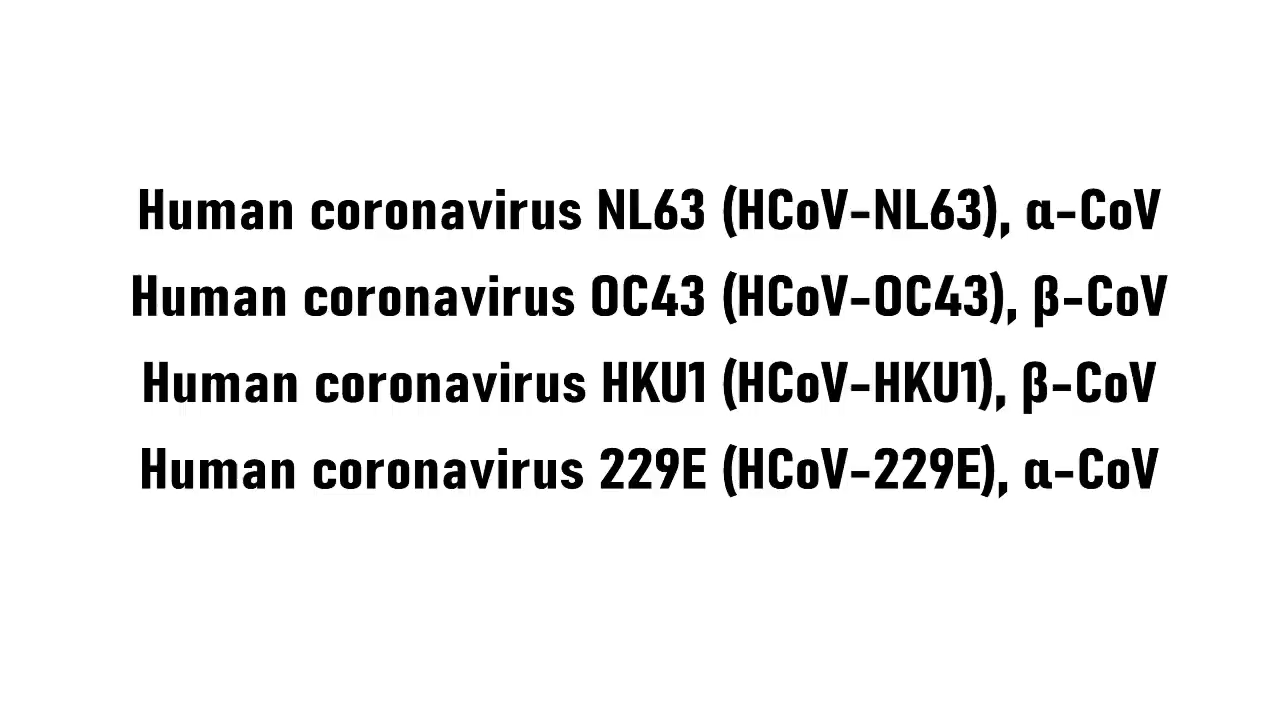 Human coronavirus NL63 (HCoV-NL63), α-CoV
Human coronavirus OC43 (HCoV-OC43), β-CoV
Human coronavirus HKU1 (HCoV-HKU1), β-CoV
Human coronavirus 229E (HCoV-229E), α-CoV